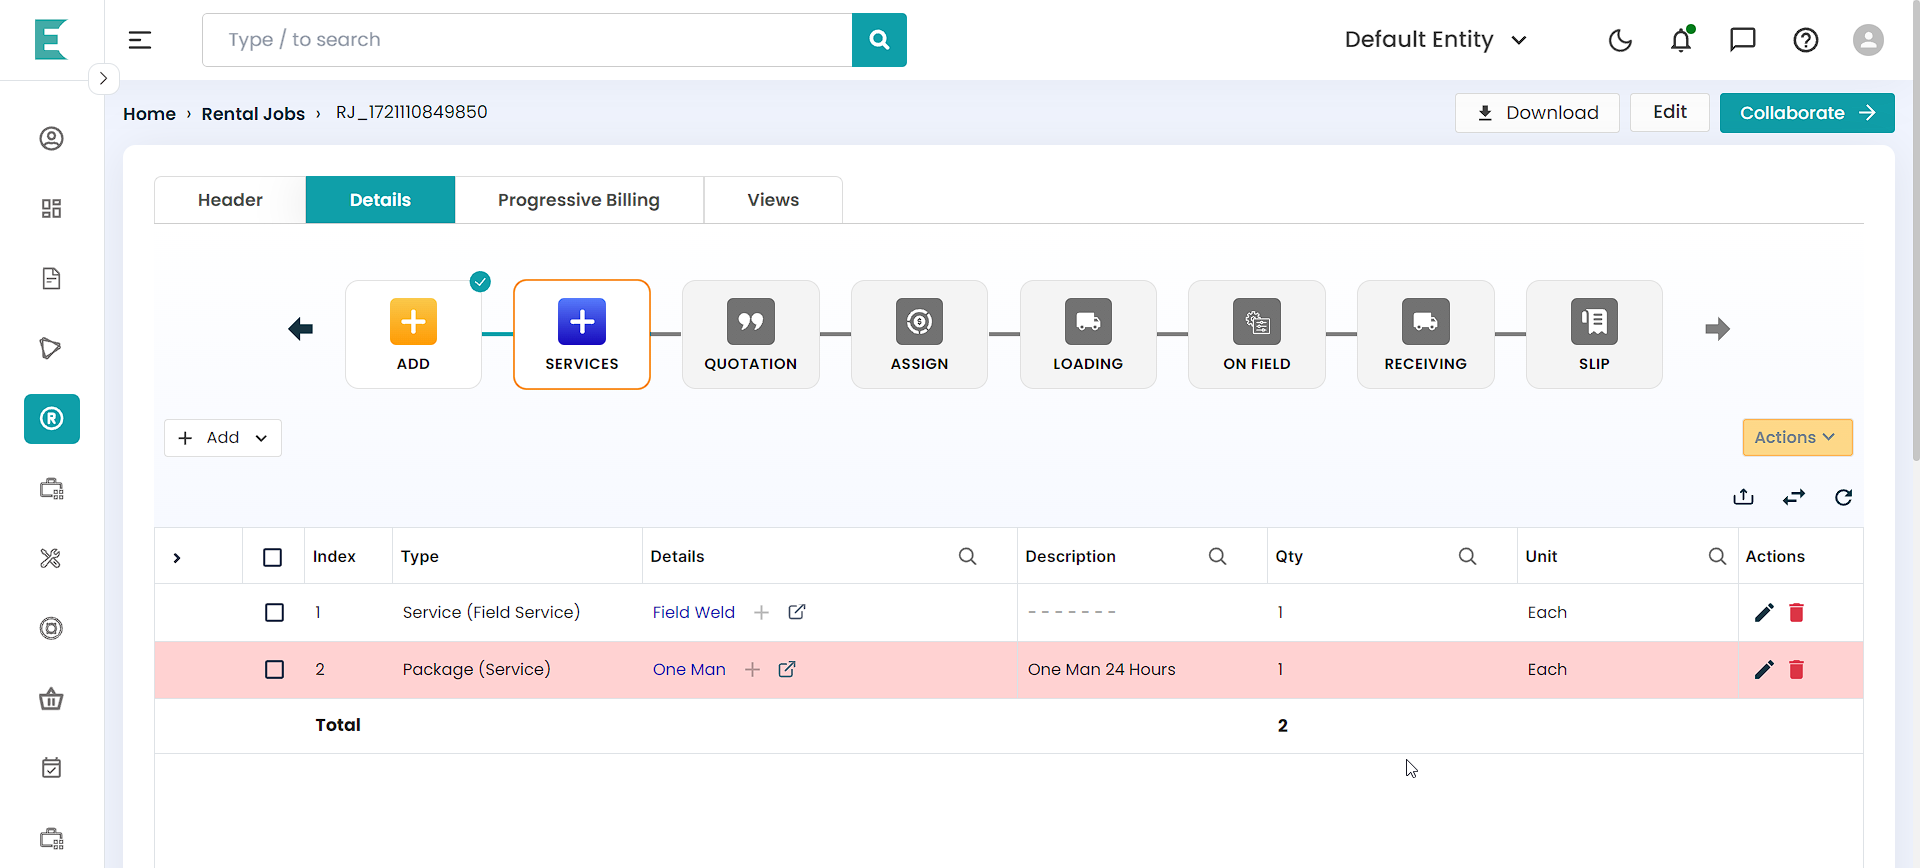 Type / to search
Default Entity
Home › Rental Jobs › RJ_1721110849850
Download
Edit
Collaborate
Header
Details
Progressive Billing
Views
ADD
SERVICES
QUOTATION
ASSIGN
LOADING
ON FIELD
RECEIVING
SLIP
Add
Actions
Index Type Details Description Qty Unit Actions
1 Service (Field Service) Field Weld ------- 1 Each
2 Package (Service) One Man One Man 24 Hours 1 Each
Total 2